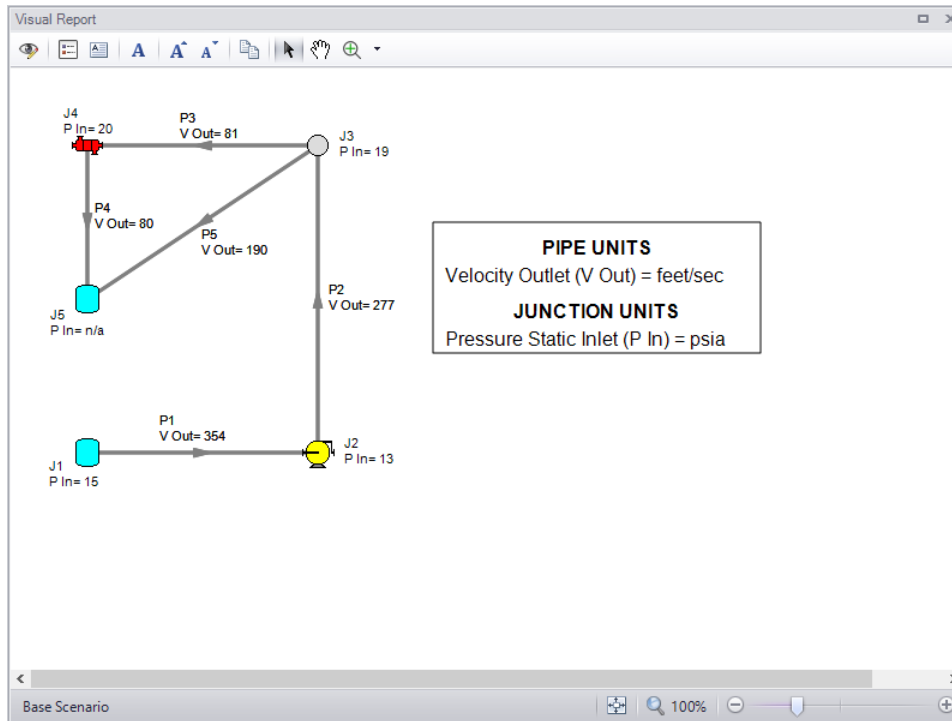 Visual Report
A A A
J4
P In= 20
P3
V Out= 81
J3
P In= 19
P4
V Out= 80
P5
V Out= 190
J5
P In= n/a
P2
V Out= 277
PIPE UNITS
Velocity Outlet (V Out) = feet/sec
JUNCTION UNITS
Pressure Static Inlet (P In) = psia
P1
V Out= 354
J1
P In= 15
J2
P In= 13
Base Scenario
100%